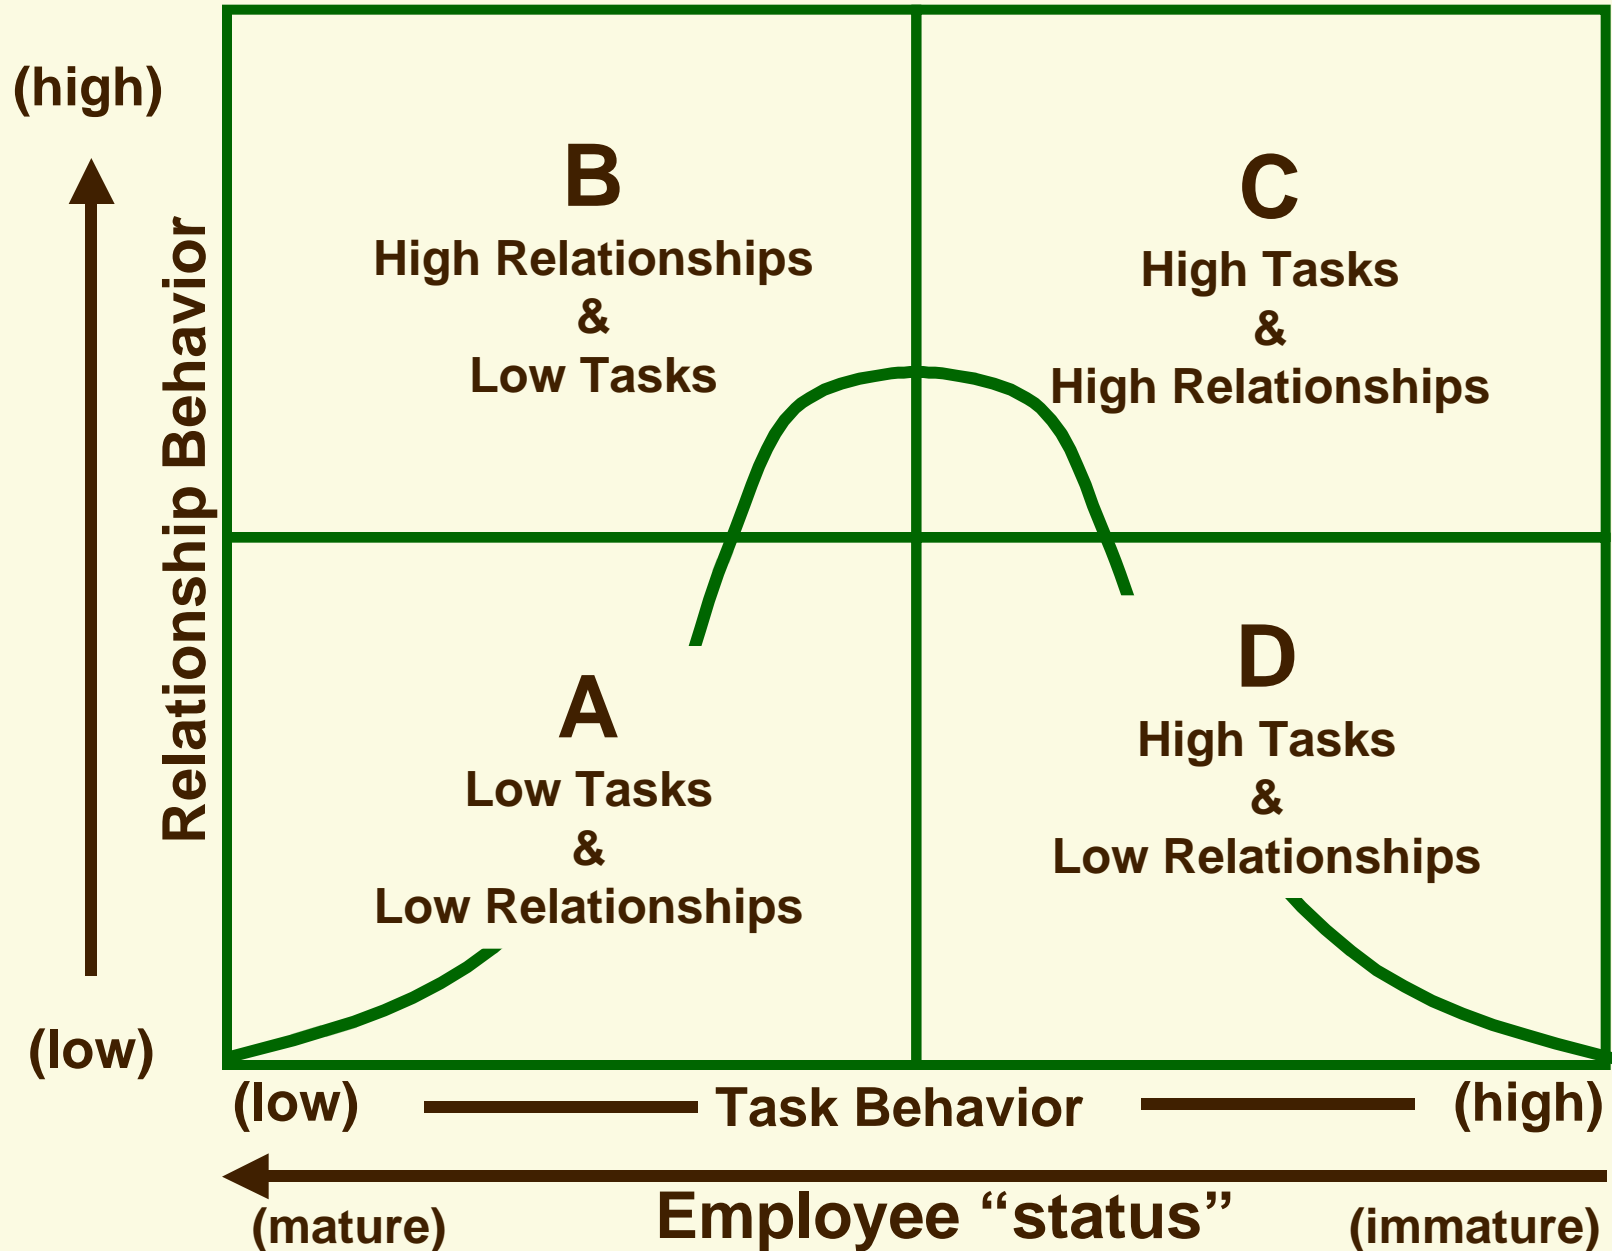 (high)
Relationship Behavior
(low)
B
High Relationships
&
Low Tasks
C
High Tasks
&
High Relationships
A
Low Tasks
&
Low Relationships
D
High Tasks
&
Low Relationships
(low) Task Behavior (high)
Employee “status”
(mature) (immature)